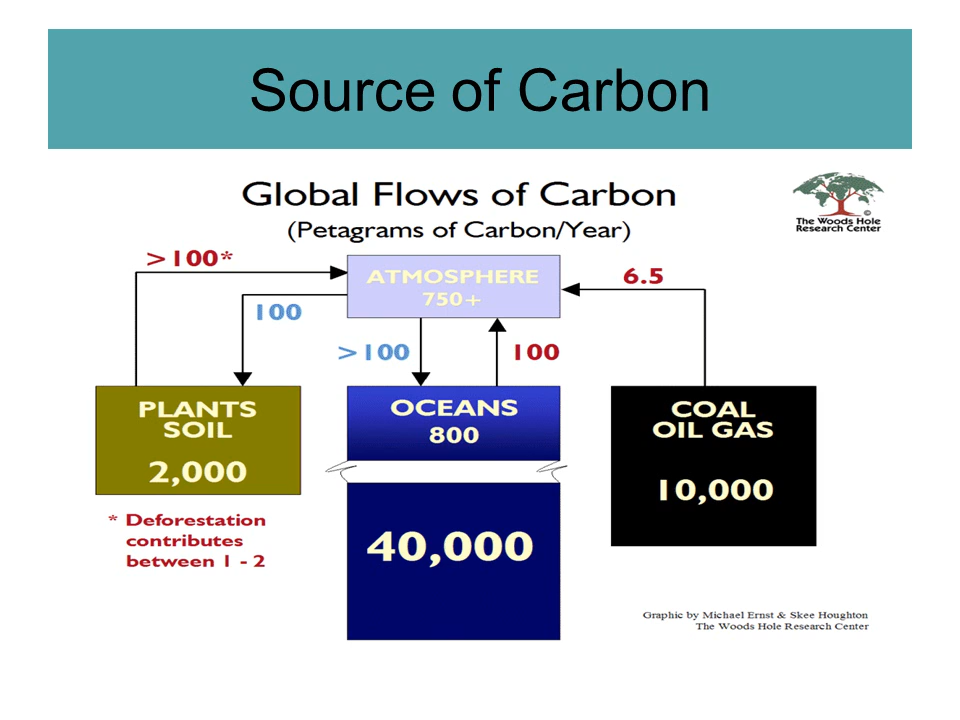 Source of Carbon
Global Flows of Carbon
(Petagrams of Carbon/Year)
©
The Woods Hole
Research Center
>100*
ATMOSPHERE
750+
6.5
100
>100
100
PLANTS
SOIL
2,000
OCEANS
800
COAL
OIL GAS
10,000
* Deforestation
contributes
between 1 - 2
40,000
Graphic by Michael Ernst & Skee Houghton
The Woods Hole Research Center